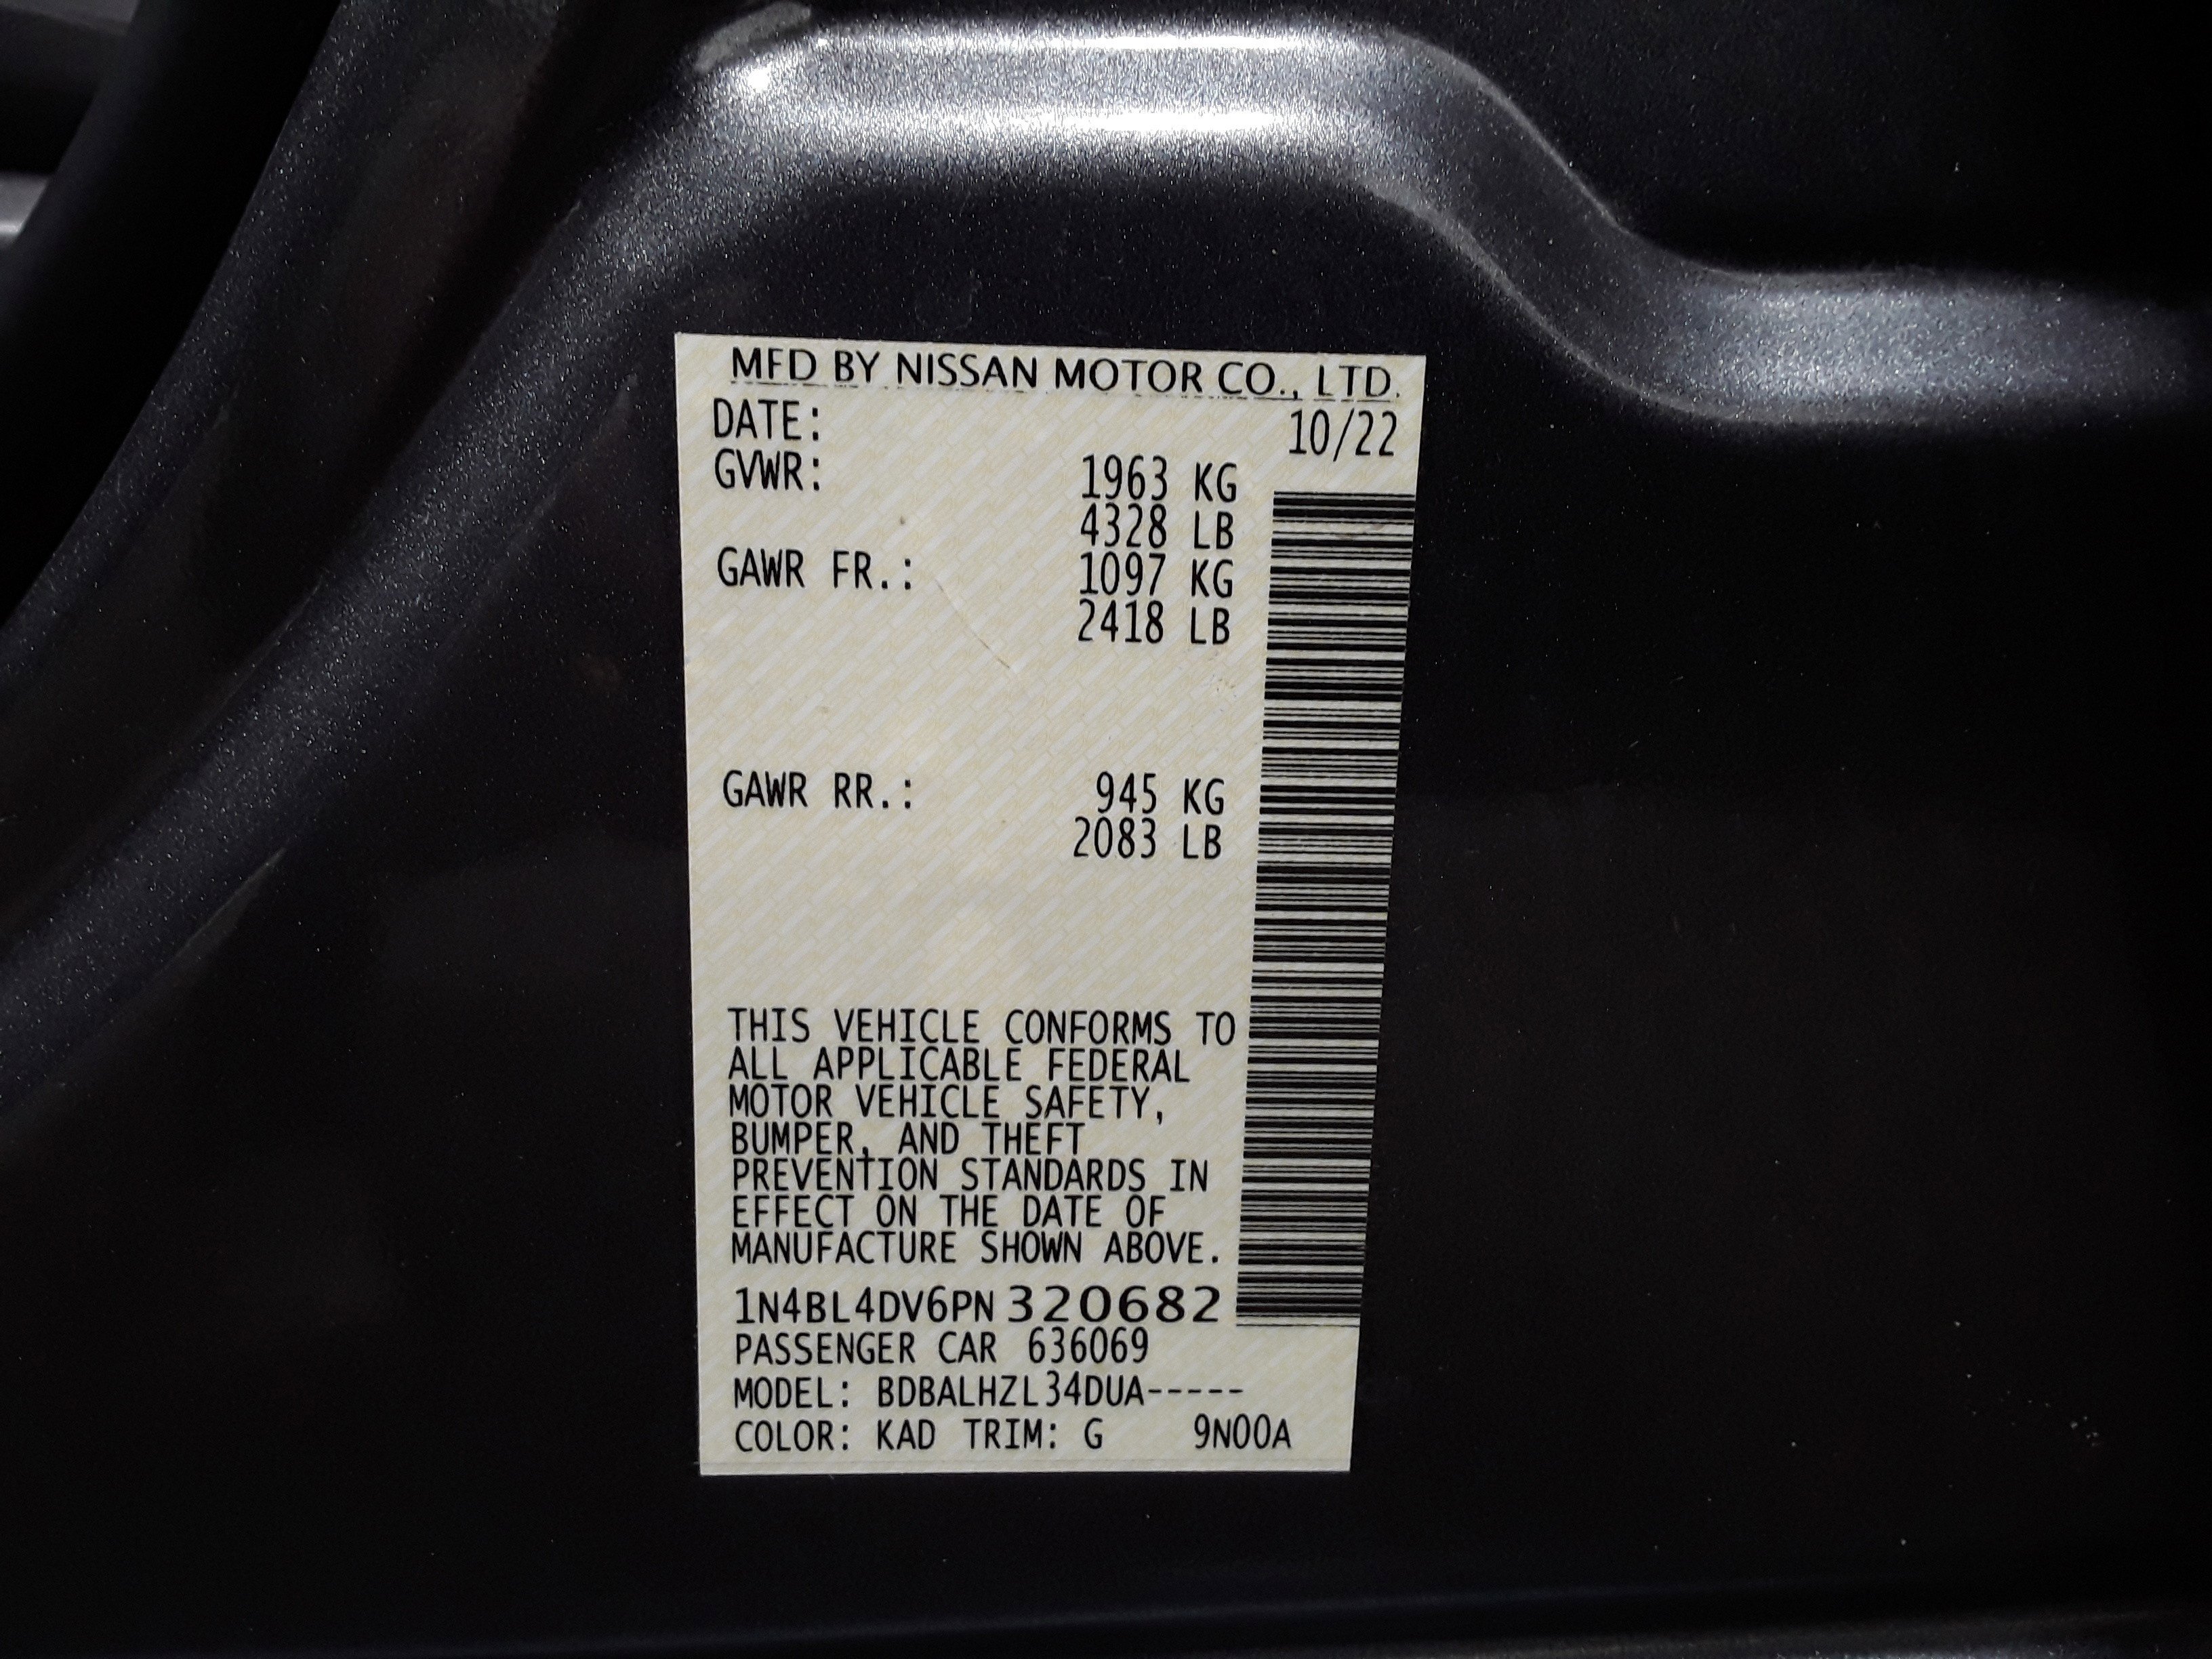 MFD BY NISSAN MOTOR CO., LTD.
DATE: 10/22
GVWR: 1963 KG
4328 LB
GAWR FR.: 1097 KG
2418 LB
GAWR RR.: 945 KG
2083 LB
THIS VEHICLE CONFORMS TO
ALL APPLICABLE FEDERAL
MOTOR VEHICLE SAFETY,
BUMPER, AND THEFT
PREVENTION STANDARDS IN
EFFECT ON THE DATE OF
MANUFACTURE SHOWN ABOVE.
1N4BL4DV6PN320682
PASSENGER CAR 636069
MODEL: BDBALHZL34DUA-----
COLOR: KAD TRIM: G 9N00A